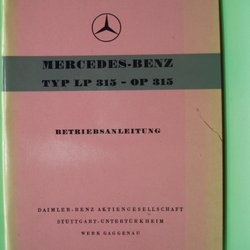 MERCEDES-BENZ
TYP LP 315 - OP 315
BETRIEBSANLEITUNG
DAIMLER-BENZ AKTIENGESELLSCHAFT
STUTTGART-UNTERTÜRKHEIM
WERK GAGGENAU